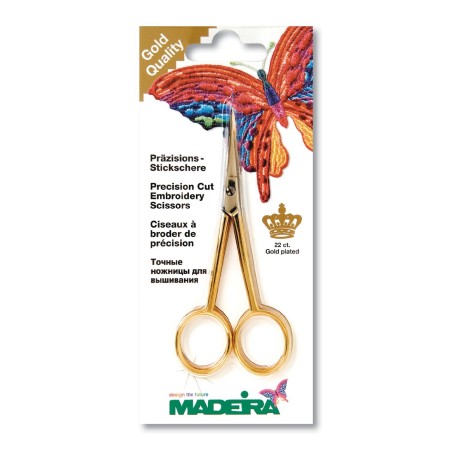 Gold
Quality
Präzisions-
Stickschere
Precision Cut
Embroidery
Scissors
Ciseaux à
broder de
précision
Точные
ножницы для
вышивания
22 ct.
Gold plated
design the future
MADEIRA